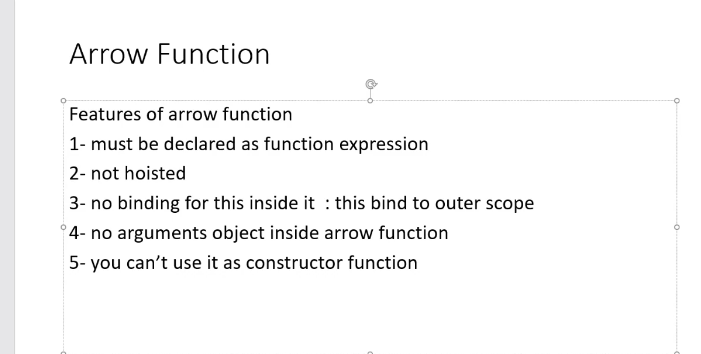 Arrow Function
Features of arrow function
1- must be declared as function expression
2- not hoisted
3- no binding for this inside it  : this bind to outer scope
4- no arguments object inside arrow function
5- you can’t use it as constructor function